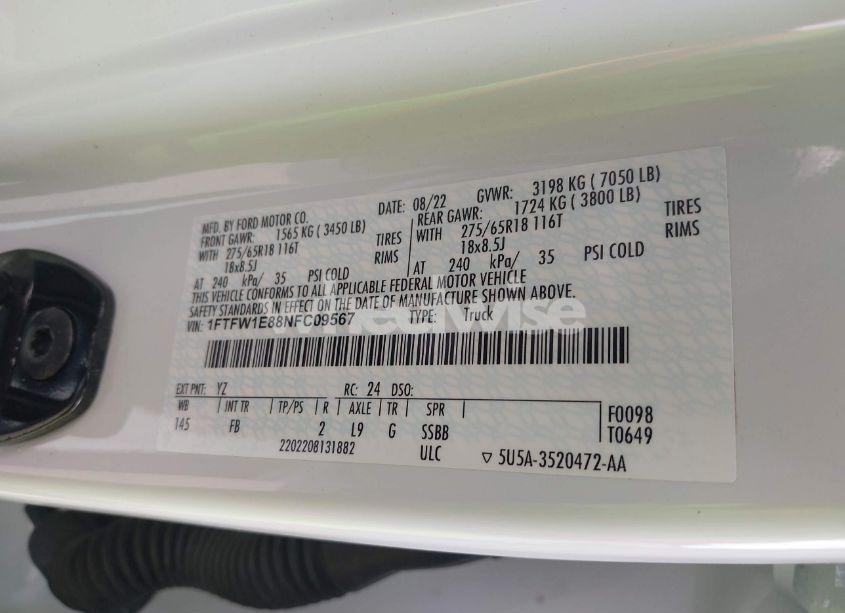 MFD. BY FORD MOTOR CO. DATE: 08/22 GVWR: 3198 KG ( 7050 LB)
FRONT GAWR: 1565 KG ( 3450 LB) REAR GAWR: 1724 KG ( 3800 LB)
WITH 275/65R18 116T TIRES WITH 275/65R18 116T TIRES
18x8.5J RIMS 18x8.5J RIMS
AT 240 kPa/ 35 PSI COLD AT 240 kPa/ 35 PSI COLD
THIS VEHICLE CONFORMS TO ALL APPLICABLE FEDERAL MOTOR VEHICLE
SAFETY STANDARDS IN EFFECT ON THE DATE OF MANUFACTURE SHOWN ABOVE.
VIN: 1FTFW1E88NFC09567 TYPE: Truck
wheelwise
EXT PNT: YZ RC: 24 DSO:
WB INT TR TP/PS R AXLE TR SPR F0098
145 FB 2 L9 G SSBB T0649
2202208131882 ULC ▽ 5U5A-3520472-AA